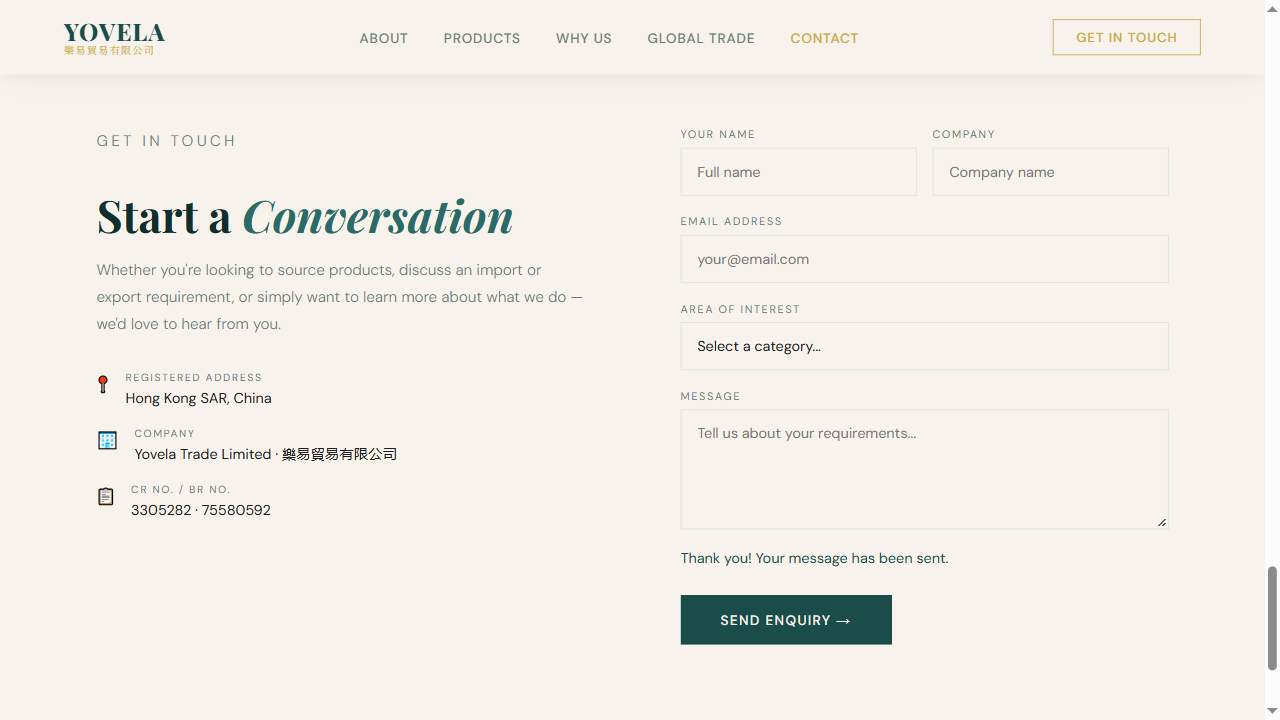 YOVELA
樂易貿易有限公司
ABOUT
PRODUCTS
WHY US
GLOBAL TRADE
CONTACT
GET IN TOUCH
GET IN TOUCH
Start a Conversation
Whether you're looking to source products, discuss an import or
export requirement, or simply want to learn more about what we do —
we'd love to hear from you.
REGISTERED ADDRESS
Hong Kong SAR, China
COMPANY
Yovela Trade Limited · 樂易貿易有限公司
CR NO. / BR NO.
3305282 · 75580592
YOUR NAME
Full name
COMPANY
Company name
EMAIL ADDRESS
your@email.com
AREA OF INTEREST
Select a category...
MESSAGE
Tell us about your requirements...
Thank you! Your message has been sent.
SEND ENQUIRY →